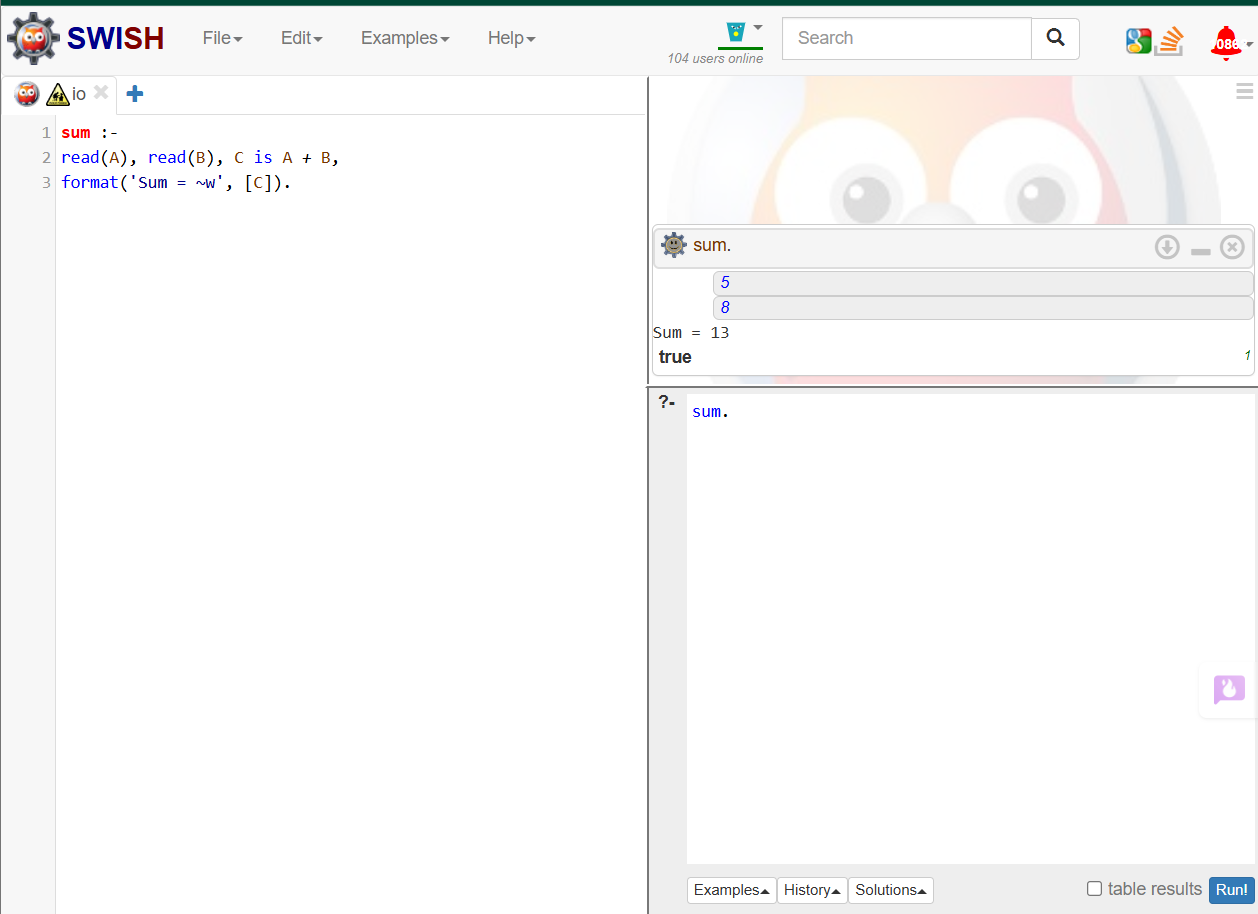 SWISH File Edit Examples Help Search
104 users online
io
1 sum :-
2 read(A), read(B), C is A + B,
3 format('Sum = ~w', [C]).
sum.
5
8
Sum = 13
true 1
?- sum.
Examples History Solutions table results Run!